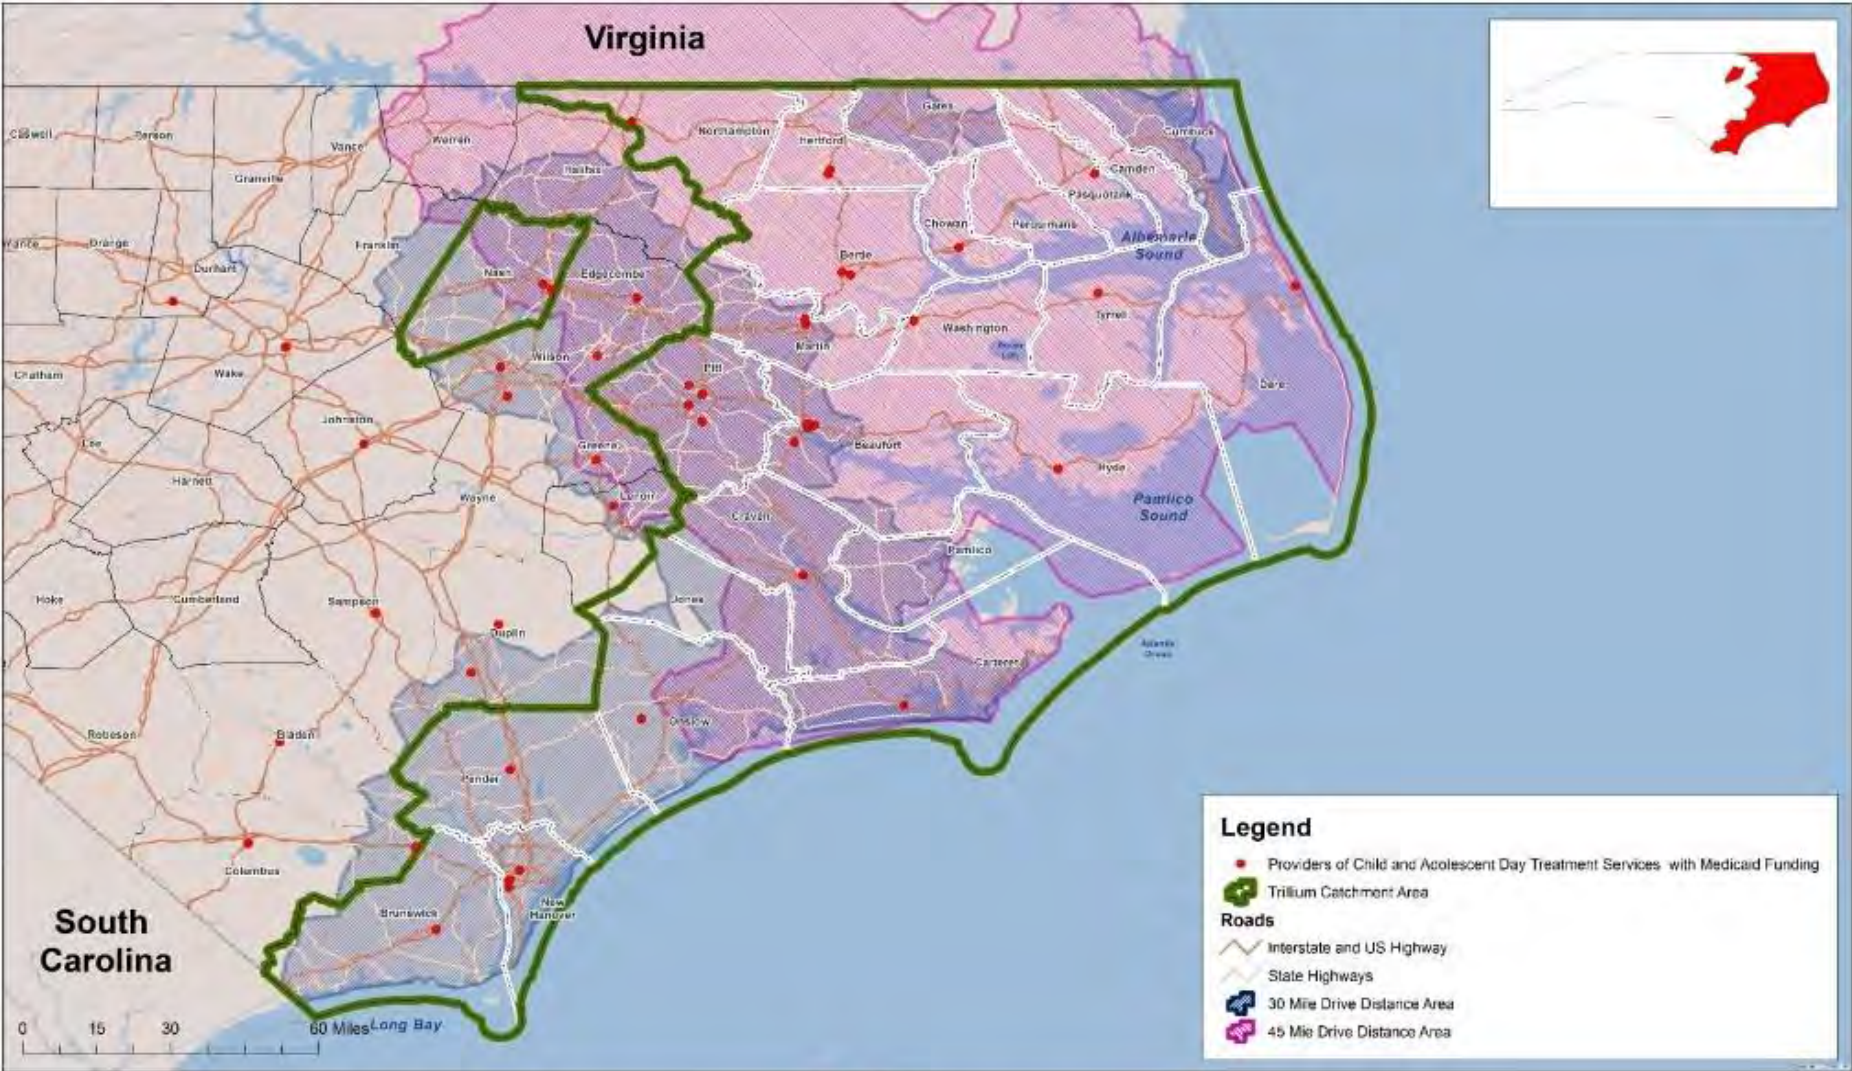 Virginia
Gates
Caswell
Person
Northampton
Currituck
Warren
Hertford
Vance
Halifax
Camden
Granville
Pasquotank
Chowan
Perquimans
Franklin
Orange
Albemarle
Sound
Bertie
Durham
Nash
Edgecombe
Tyrrell
Washington
Martin
Wilson
Pitt
Chatham
Wake
Dare
Johnston
Lee
Greene
Beaufort
Hyde
Harnett
Wayne
Lenoir
Pamlico
Sound
Craven
Pamlico
Hoke
Cumberland
Sampson
Jones
Duplin
Atlantic
Ocean
Carteret
Onslow
Robeson
Bladen
Pender
Columbus
New
Hanover
Brunswick
South
Carolina
0 15 30 60 Miles
Long Bay
Legend
Providers of Child and Adolescent Day Treatment Services with Medicaid Funding
Trillium Catchment Area
Roads
Interstate and US Highway
State Highways
30 Mile Drive Distance Area
45 Mie Drive Distance Area